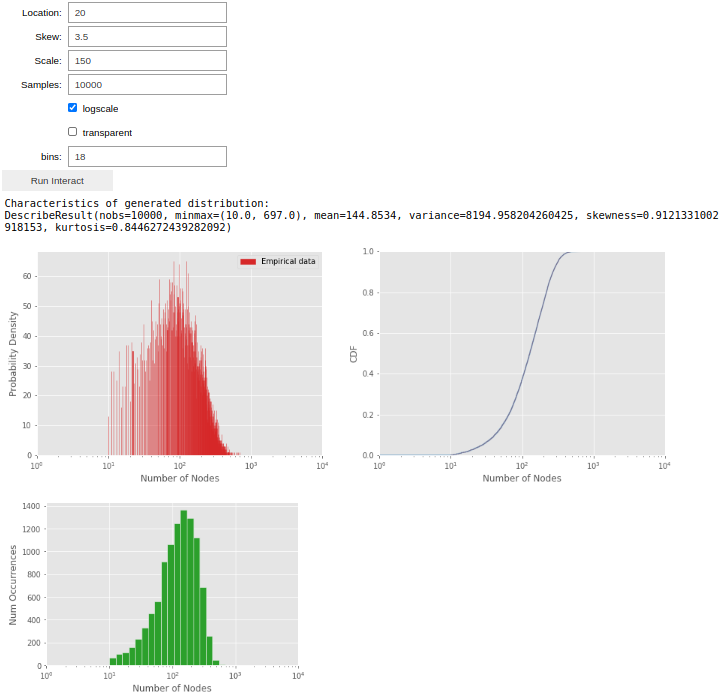 Location: 20
Skew: 3.5
Scale: 150
Samples: 10000
logscale
transparent
bins: 18
Run Interact
Characteristics of generated distribution:
DescribeResult(nobs=10000, minmax=(10.0, 697.0), mean=144.8534, variance=8194.958204260425, skewness=0.9121331002
918153, kurtosis=0.8446272439282092)
Empirical data
Probability Density
60
50
40
30
20
10
0
10⁰ 10¹ 10² 10³ 10⁴
Number of Nodes
CDF
1.0
0.8
0.6
0.4
0.2
0.0
10⁰ 10¹ 10² 10³ 10⁴
Number of Nodes
Num Occurrences
1400
1200
1000
800
600
400
200
0
10⁰ 10¹ 10² 10³ 10⁴
Number of Nodes